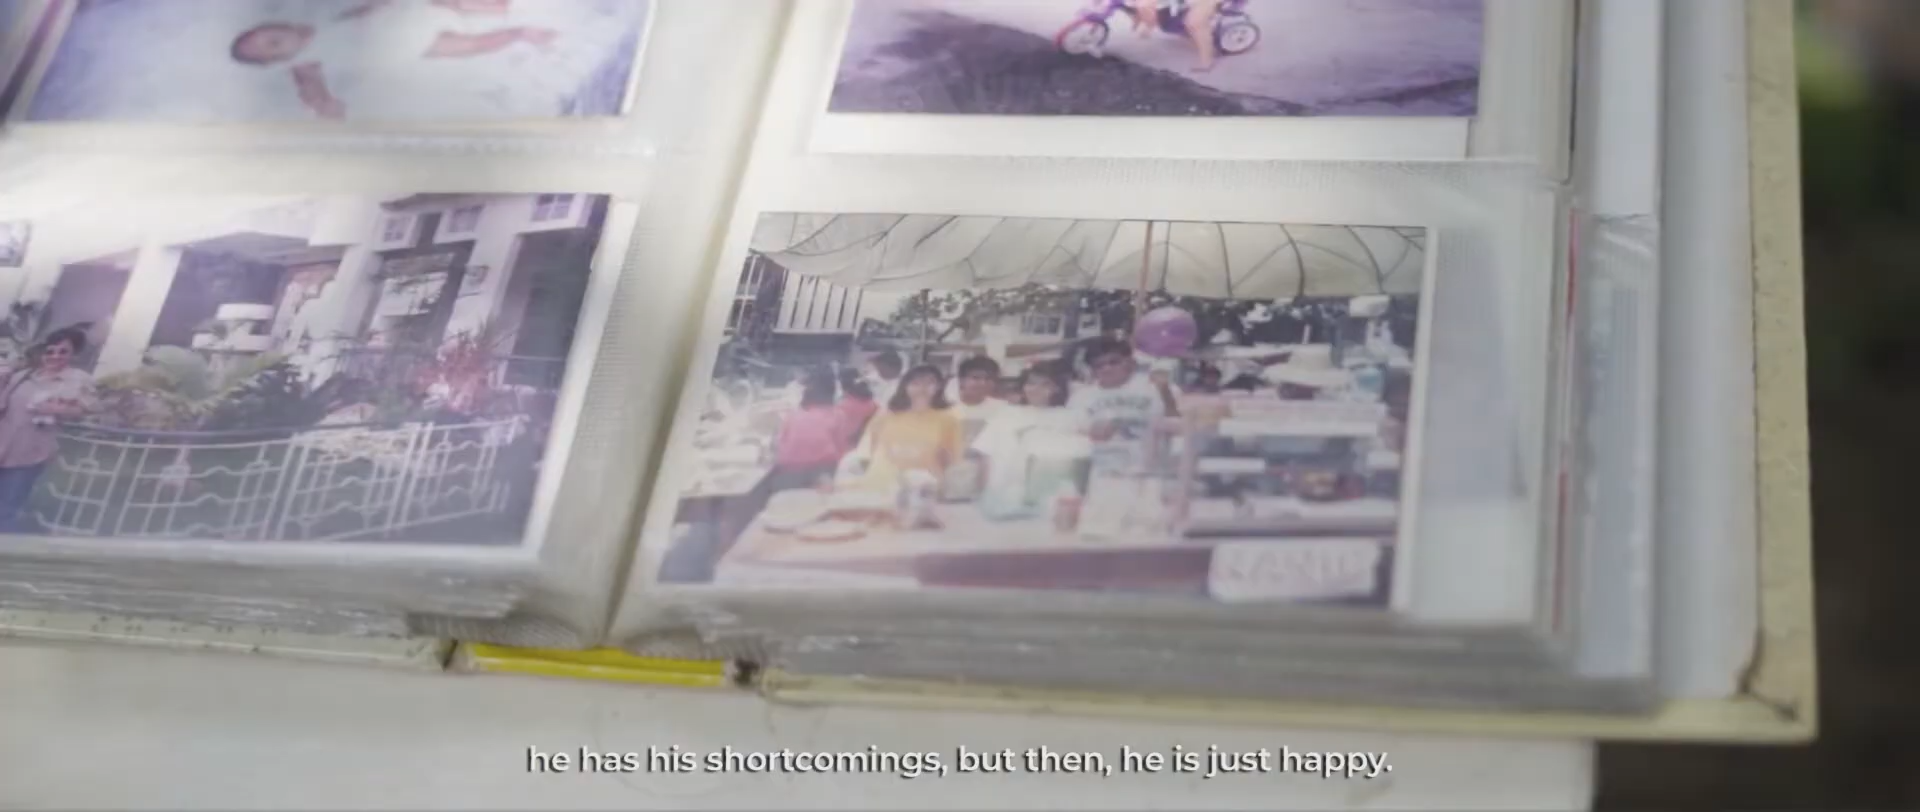 he has his shortcomings, but then, he is just happy.